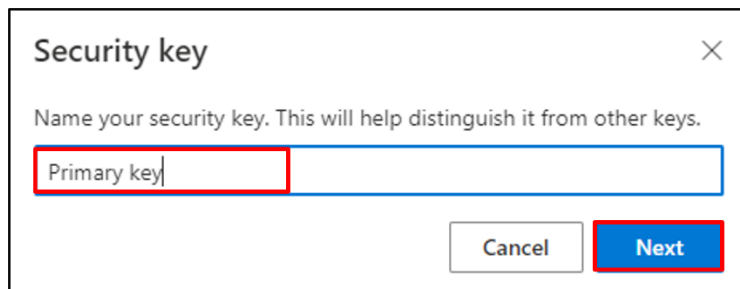 Security key
Name your security key. This will help distinguish it from other keys.
Primary key
Cancel
Next